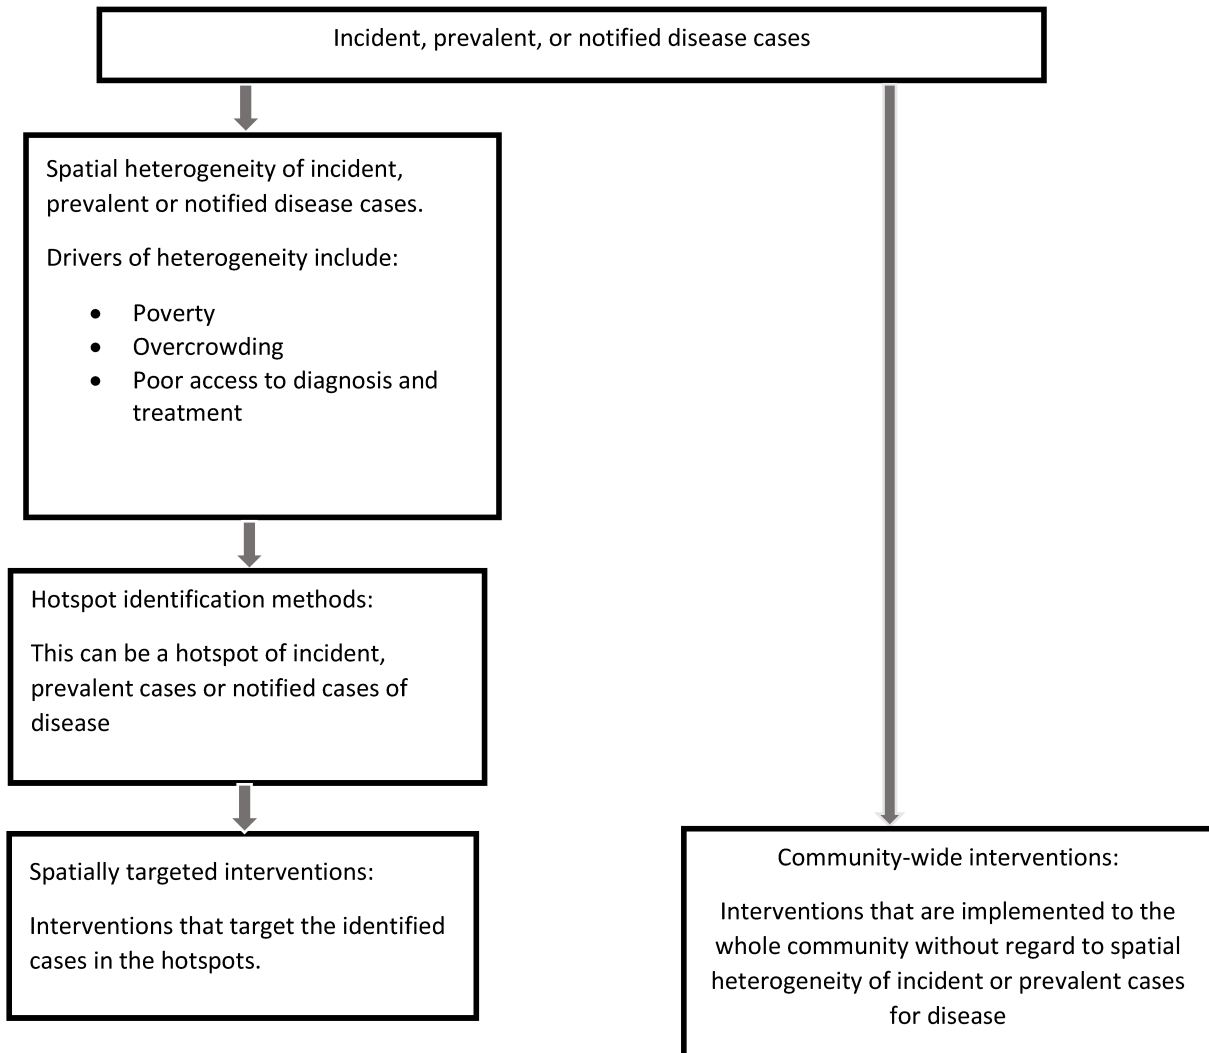 Incident, prevalent, or notified disease cases
Spatial heterogeneity of incident,
prevalent or notified disease cases.
Drivers of heterogeneity include:
• Poverty
• Overcrowding
• Poor access to diagnosis and
treatment
Hotspot identification methods:
This can be a hotspot of incident,
prevalent cases or notified cases of
disease
Spatially targeted interventions:
Interventions that target the identified
cases in the hotspots.
Community-wide interventions:
Interventions that are implemented to the
whole community without regard to spatial
heterogeneity of incident or prevalent cases
for disease